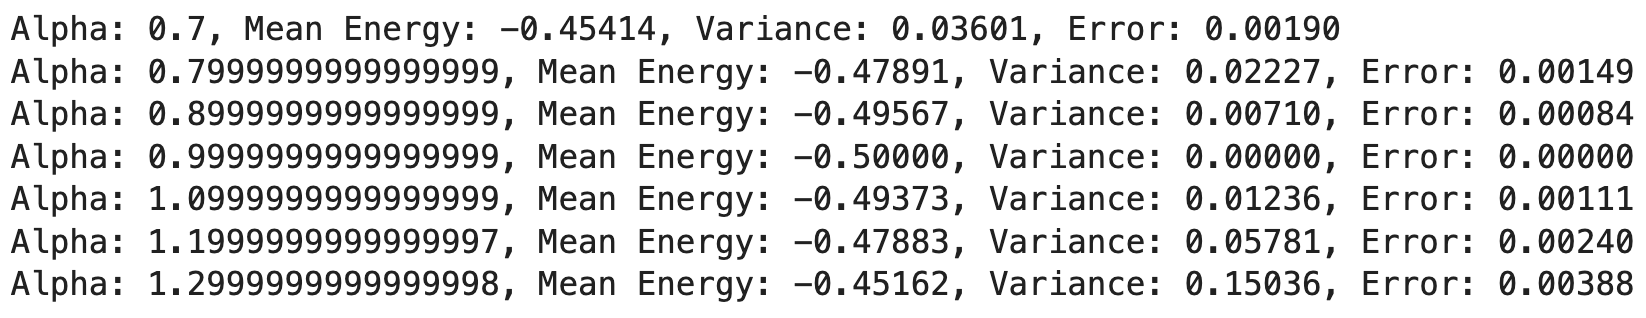 Alpha: 0.7, Mean Energy: −0.45414, Variance: 0.03601, Error: 0.00190
Alpha: 0.7999999999999999, Mean Energy: −0.47891, Variance: 0.02227, Error: 0.00149
Alpha: 0.8999999999999999, Mean Energy: −0.49567, Variance: 0.00710, Error: 0.00084
Alpha: 0.9999999999999999, Mean Energy: −0.50000, Variance: 0.00000, Error: 0.00000
Alpha: 1.0999999999999999, Mean Energy: −0.49373, Variance: 0.01236, Error: 0.00111
Alpha: 1.1999999999999997, Mean Energy: −0.47883, Variance: 0.05781, Error: 0.00240
Alpha: 1.2999999999999998, Mean Energy: −0.45162, Variance: 0.15036, Error: 0.00388